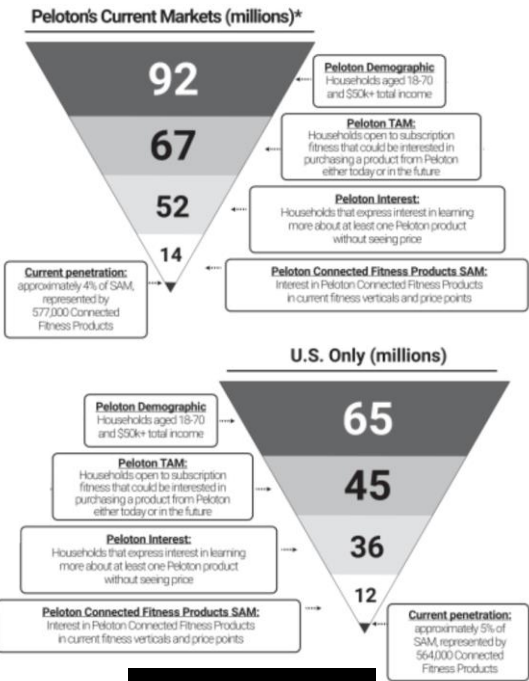 Peloton's Current Markets (millions)*
92
Peloton Demographic
Households aged 18-70
and $50k+ total income
67
Peloton TAM:
Households open to subscription
fitness that could be interested in
purchasing a product from Peloton
either today or in the future
52
Peloton Interest:
Households that express interest in learning
more about at least one Peloton product
without seeing price
14
Peloton Connected Fitness Products SAM:
Interest in Peloton Connected Fitness Products
in current fitness verticals and price points
Current penetration:
approximately 4% of SAM,
represented by
577,000 Connected
Fitness Products
U.S. Only (millions)
65
Peloton Demographic
Households aged 18-70
and $50k+ total income
45
Peloton TAM:
Households open to subscription
fitness that could be interested in
purchasing a product from Peloton
either today or in the future
36
Peloton Interest:
Households that express interest in learning
more about at least one Peloton product
without seeing price
12
Peloton Connected Fitness Products SAM:
Interest in Peloton Connected Fitness Products
in current fitness verticals and price points
Current penetration:
approximately 5% of
SAM, represented by
564,000 Connected
Fitness Products